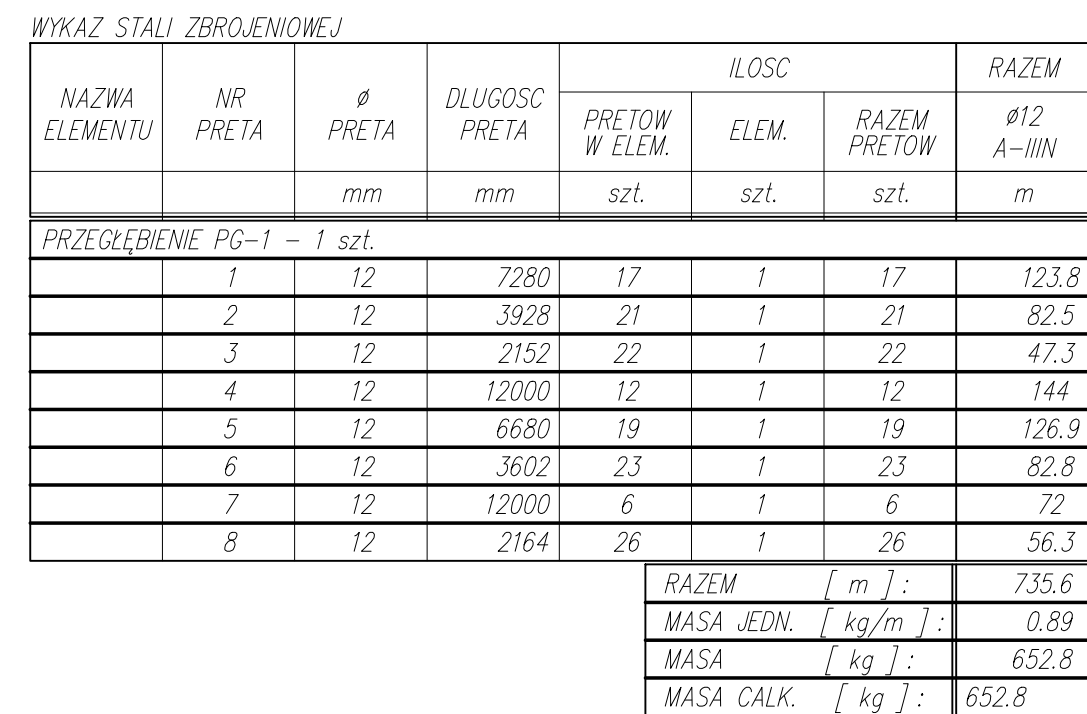 WYKAZ STALI ZBROJENIOWEJ
NAZWA ELEMENTU NR PRETA ø PRETA DLUGOSC PRETA ILOSC RAZEM
PRETOW W ELEM. ELEM. RAZEM PRETOW ø12 A-IIIN
mm mm szt. szt. szt. m
PRZEGŁĘBIENIE PG-1 - 1 szt.
1 12 7280 17 1 17 123.8
2 12 3928 21 1 21 82.5
3 12 2152 22 1 22 47.3
4 12 12000 12 1 12 144
5 12 6680 19 1 19 126.9
6 12 3602 23 1 23 82.8
7 12 12000 6 1 6 72
8 12 2164 26 1 26 56.3
RAZEM [ m ] : 735.6
MASA JEDN. [ kg/m ] : 0.89
MASA [ kg ] : 652.8
MASA CALK. [ kg ] : 652.8